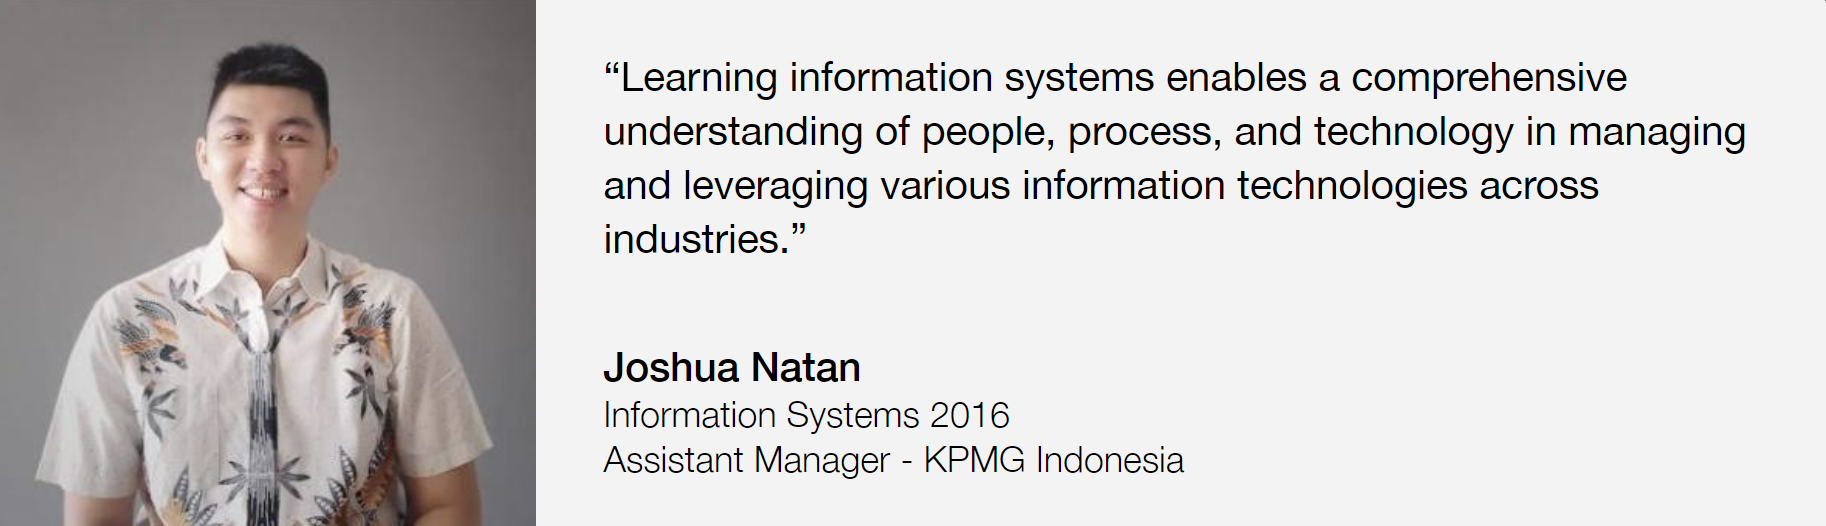 “Learning information systems enables a comprehensive
understanding of people, process, and technology in managing
and leveraging various information technologies across
industries.”
Joshua Natan
Information Systems 2016
Assistant Manager - KPMG Indonesia